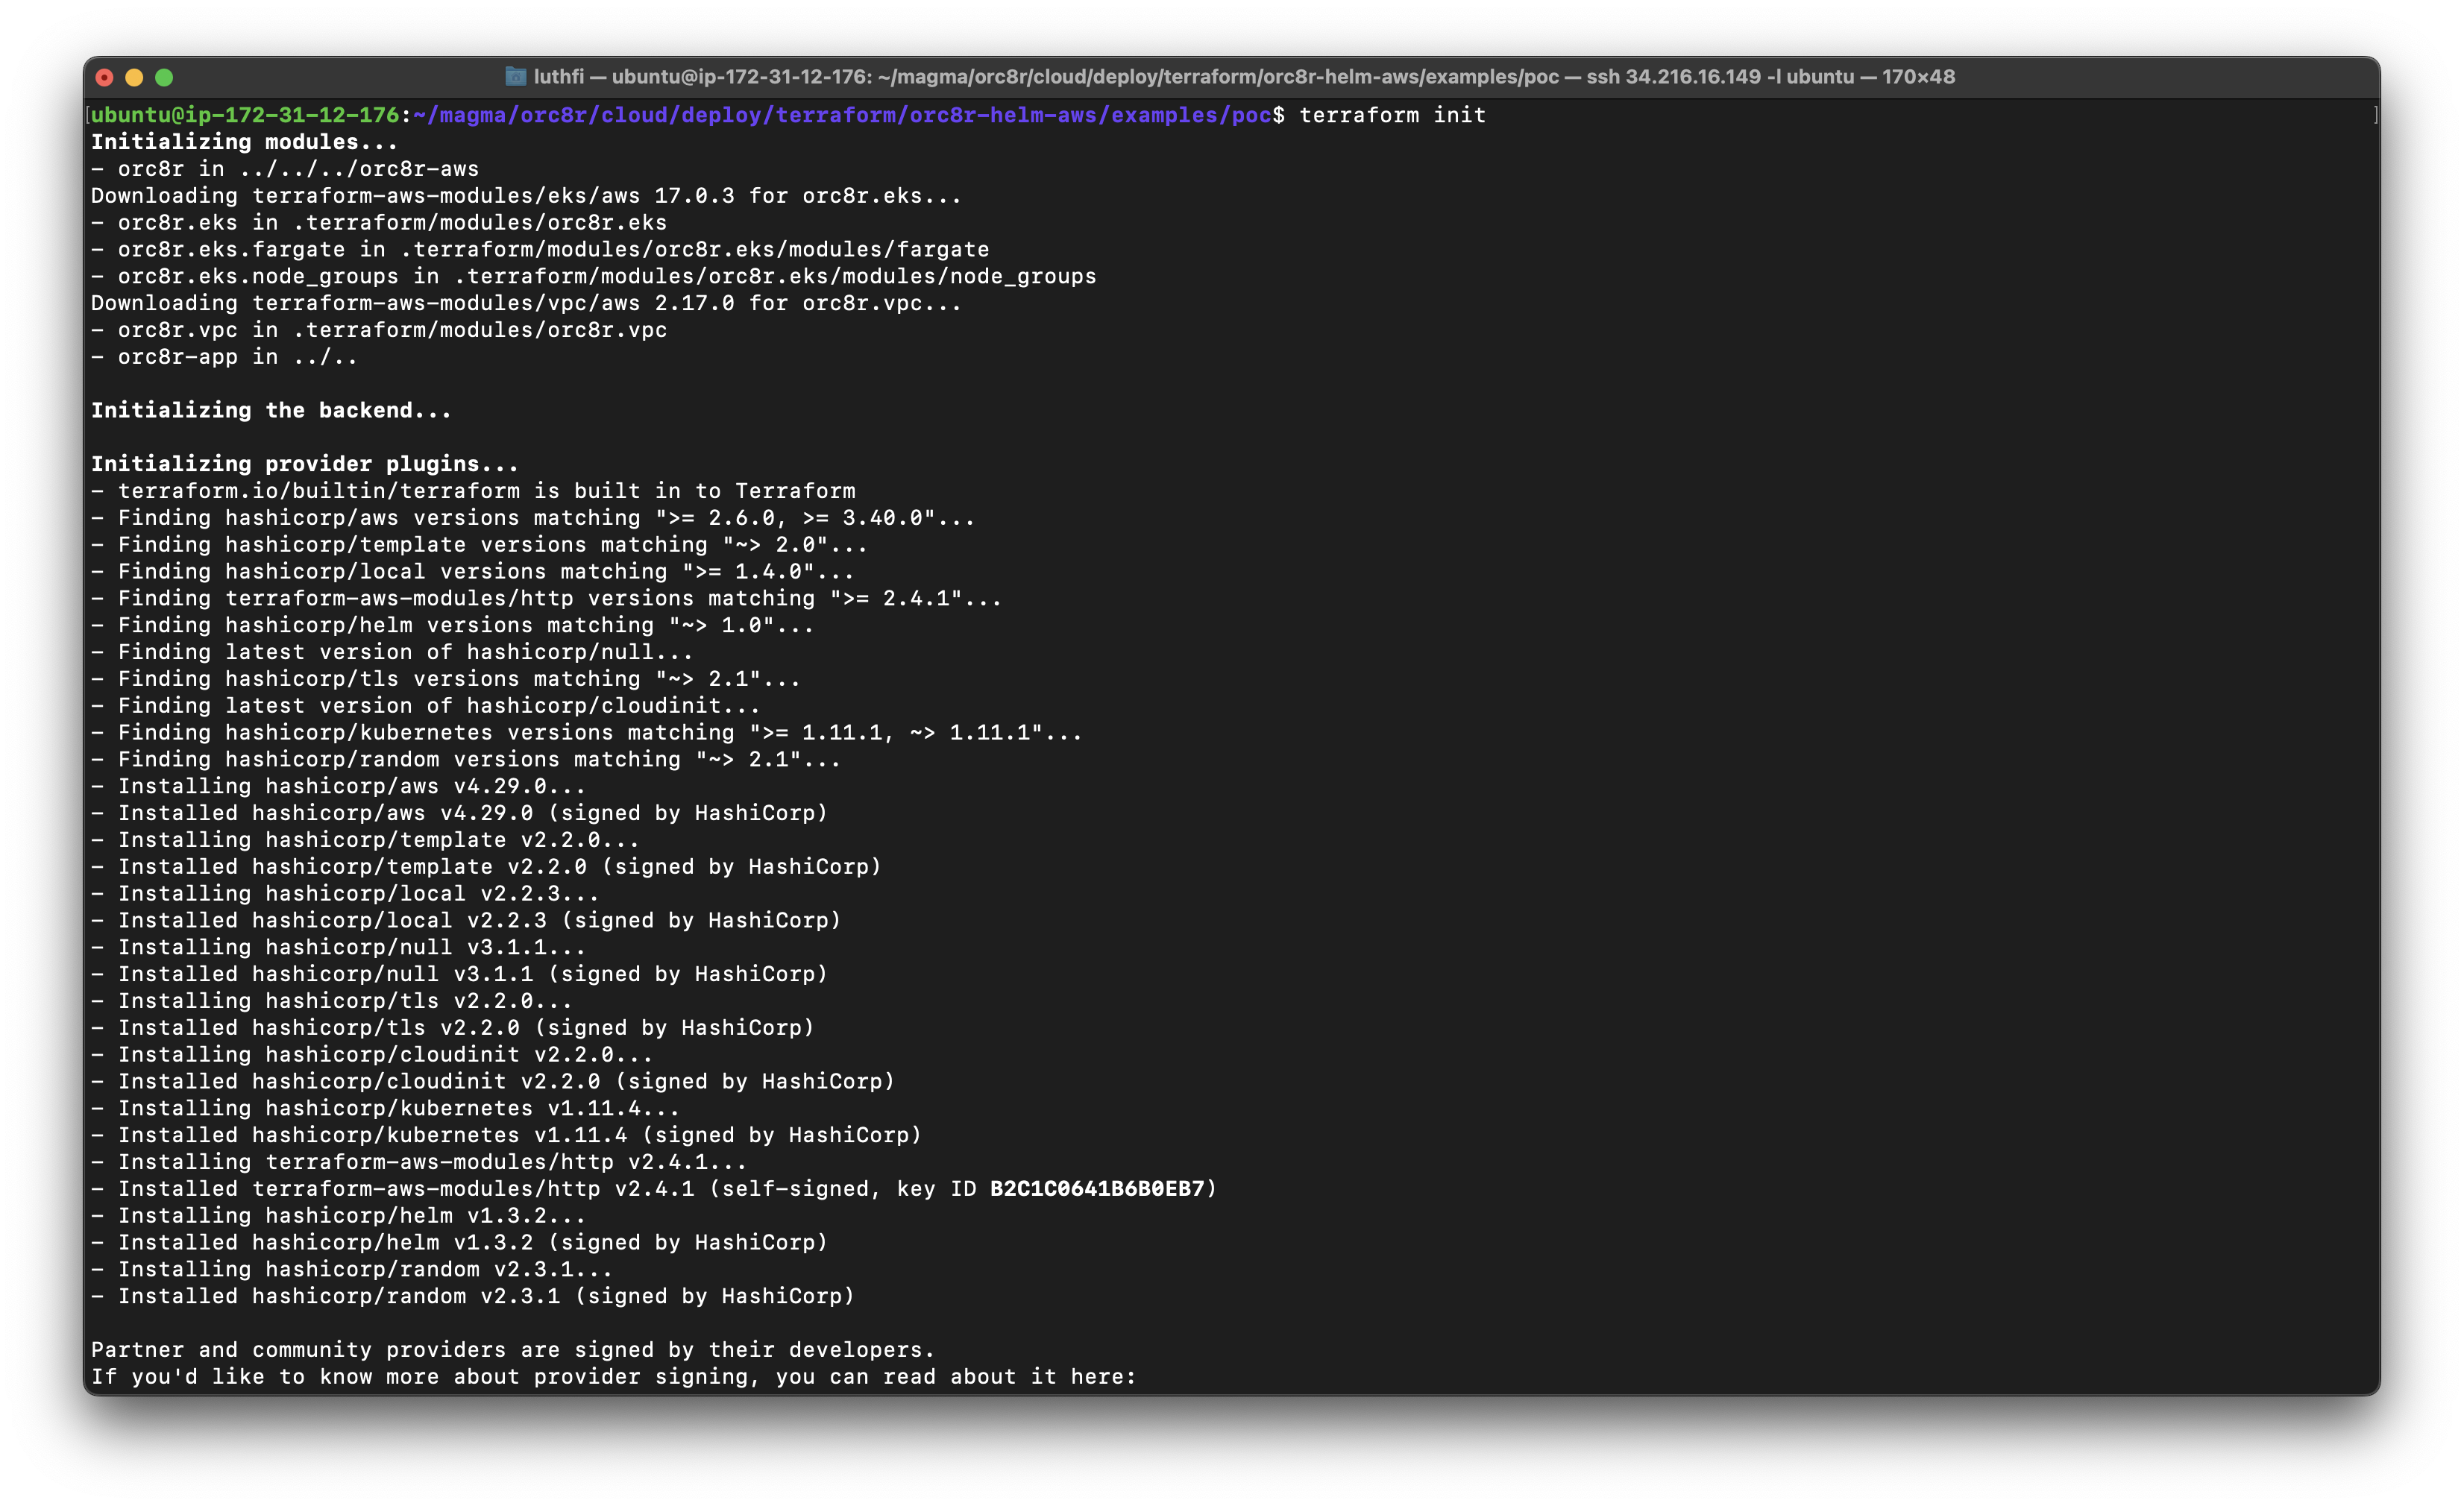 luthfi — ubuntu@ip-172-31-12-176: ~/magma/orc8r/cloud/deploy/terraform/orc8r-helm-aws/examples/poc — ssh 34.216.16.149 -l ubuntu — 170×48
[ubuntu@ip-172-31-12-176:~/magma/orc8r/cloud/deploy/terraform/orc8r-helm-aws/examples/poc$ terraform init ]
Initializing modules...
- orc8r in ../../../orc8r-aws
Downloading terraform-aws-modules/eks/aws 17.0.3 for orc8r.eks...
- orc8r.eks in .terraform/modules/orc8r.eks
- orc8r.eks.fargate in .terraform/modules/orc8r.eks/modules/fargate
- orc8r.eks.node_groups in .terraform/modules/orc8r.eks/modules/node_groups
Downloading terraform-aws-modules/vpc/aws 2.17.0 for orc8r.vpc...
- orc8r.vpc in .terraform/modules/orc8r.vpc
- orc8r-app in ../..
Initializing the backend...
Initializing provider plugins...
- terraform.io/builtin/terraform is built in to Terraform
- Finding hashicorp/aws versions matching ">= 2.6.0, >= 3.40.0"...
- Finding hashicorp/template versions matching "~> 2.0"...
- Finding hashicorp/local versions matching ">= 1.4.0"...
- Finding terraform-aws-modules/http versions matching ">= 2.4.1"...
- Finding hashicorp/helm versions matching "~> 1.0"...
- Finding latest version of hashicorp/null...
- Finding hashicorp/tls versions matching "~> 2.1"...
- Finding latest version of hashicorp/cloudinit...
- Finding hashicorp/kubernetes versions matching ">= 1.11.1, ~> 1.11.1"...
- Finding hashicorp/random versions matching "~> 2.1"...
- Installing hashicorp/aws v4.29.0...
- Installed hashicorp/aws v4.29.0 (signed by HashiCorp)
- Installing hashicorp/template v2.2.0...
- Installed hashicorp/template v2.2.0 (signed by HashiCorp)
- Installing hashicorp/local v2.2.3...
- Installed hashicorp/local v2.2.3 (signed by HashiCorp)
- Installing hashicorp/null v3.1.1...
- Installed hashicorp/null v3.1.1 (signed by HashiCorp)
- Installing hashicorp/tls v2.2.0...
- Installed hashicorp/tls v2.2.0 (signed by HashiCorp)
- Installing hashicorp/cloudinit v2.2.0...
- Installed hashicorp/cloudinit v2.2.0 (signed by HashiCorp)
- Installing hashicorp/kubernetes v1.11.4...
- Installed hashicorp/kubernetes v1.11.4 (signed by HashiCorp)
- Installing terraform-aws-modules/http v2.4.1...
- Installed terraform-aws-modules/http v2.4.1 (self-signed, key ID B2C1C0641B6B0EB7)
- Installing hashicorp/helm v1.3.2...
- Installed hashicorp/helm v1.3.2 (signed by HashiCorp)
- Installing hashicorp/random v2.3.1...
- Installed hashicorp/random v2.3.1 (signed by HashiCorp)
Partner and community providers are signed by their developers.
If you'd like to know more about provider signing, you can read about it here: